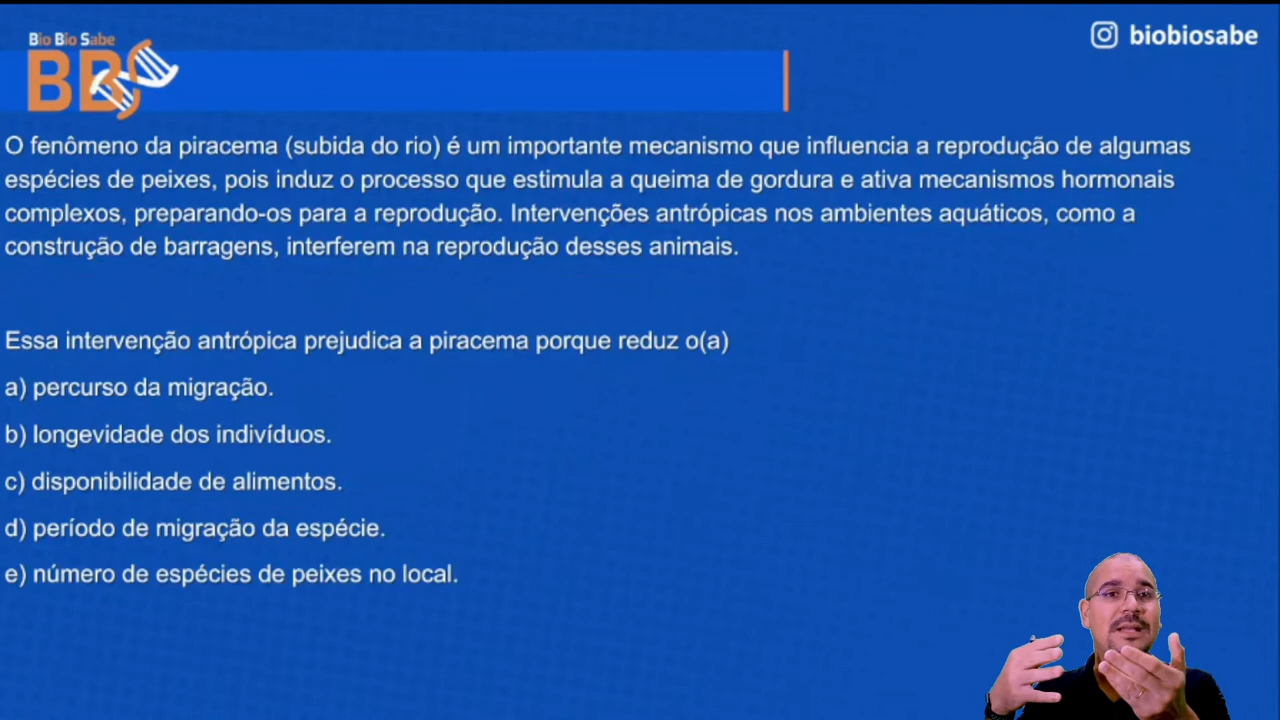 Bio Bio Sabe
BBS
biobiosabe
O fenômeno da piracema (subida do rio) é um importante mecanismo que influencia a reprodução de algumas
espécies de peixes, pois induz o processo que estimula a queima de gordura e ativa mecanismos hormonais
complexos, preparando-os para a reprodução. Intervenções antrópicas nos ambientes aquáticos, como a
construção de barragens, interferem na reprodução desses animais.
Essa intervenção antrópica prejudica a piracema porque reduz o(a)
a) percurso da migração.
b) longevidade dos indivíduos.
c) disponibilidade de alimentos.
d) período de migração da espécie.
e) número de espécies de peixes no local.